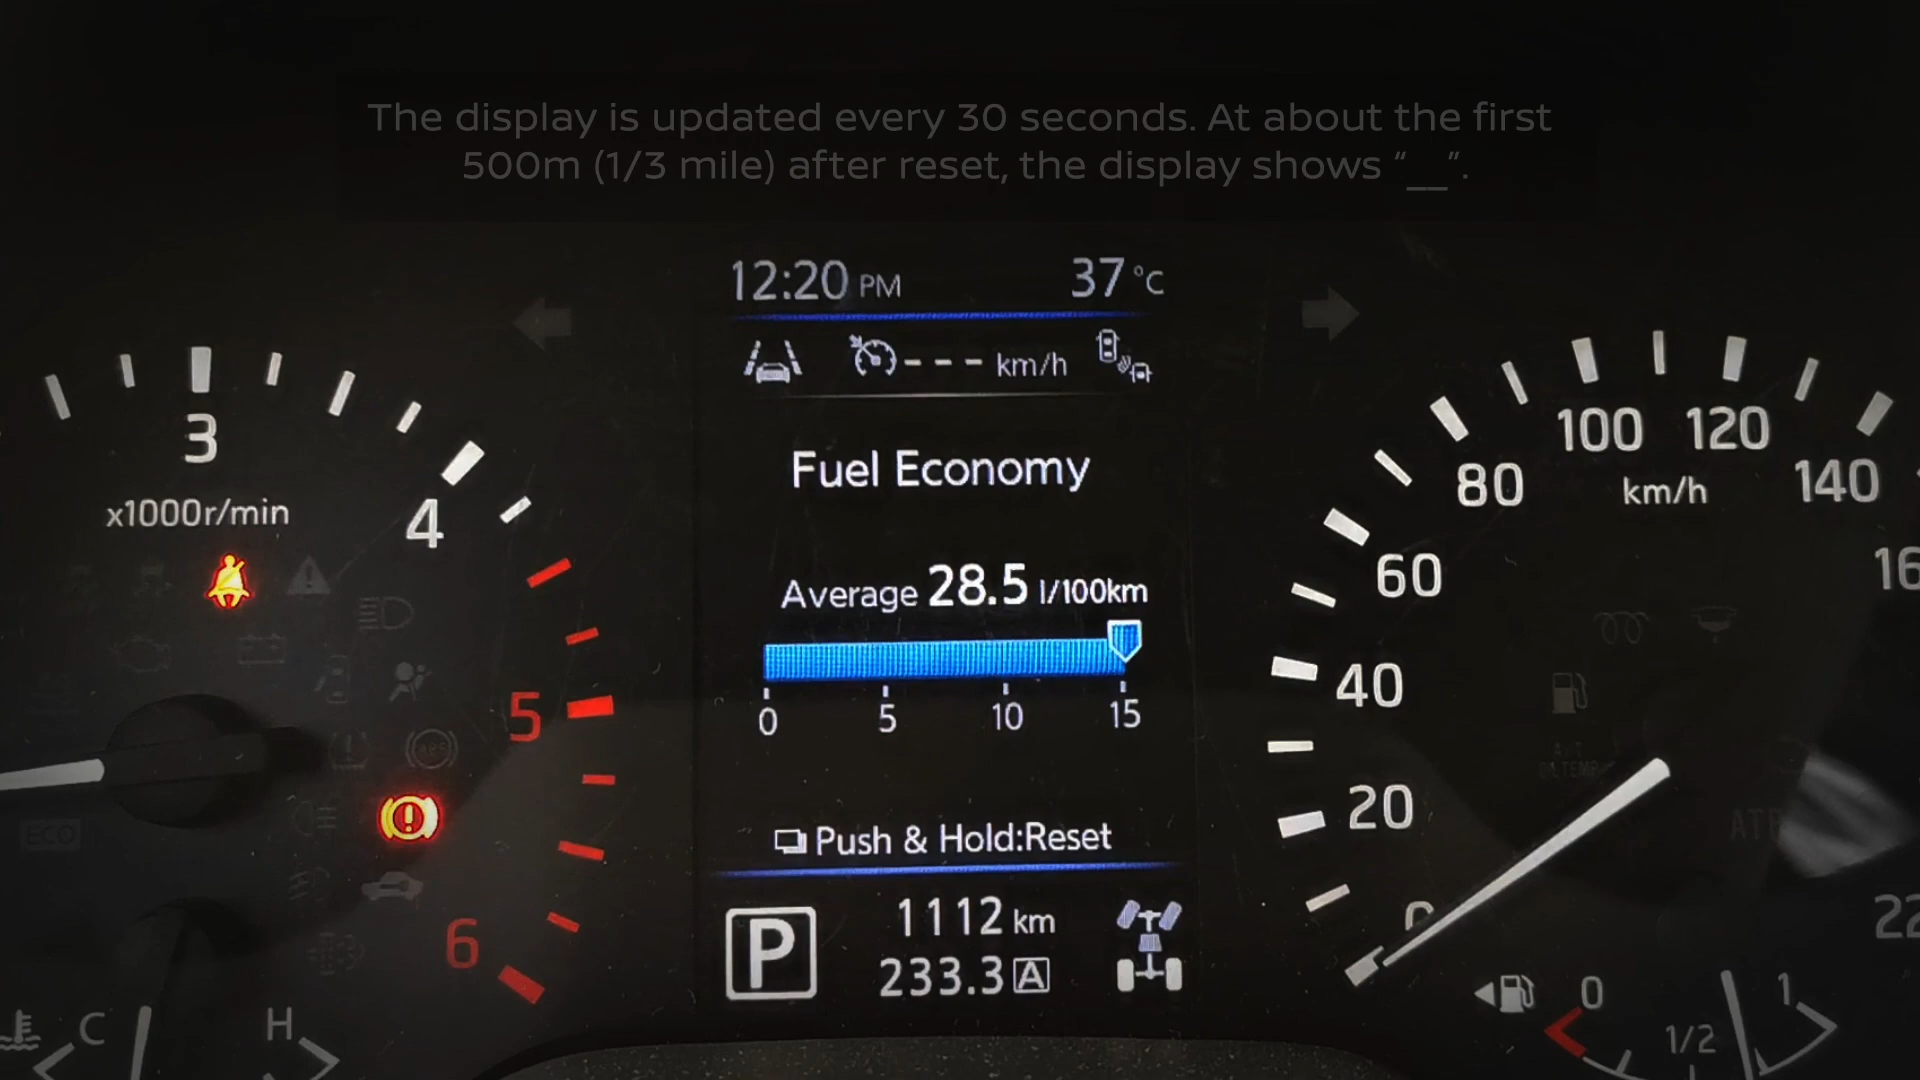 The display is updated every 30 seconds. At about the first
500m (1/3 mile) after reset, the display shows “__”.
12:20 PM 37 °C
--- km/h
Fuel Economy
Average 28.5 l/100km
0 5 10 15
Push & Hold:Reset
P 1112 km
233.3 A
3
4
x1000r/min
5
6
ECO
C H
100 120
80 140
km/h
60
40
20
0 1
1/2